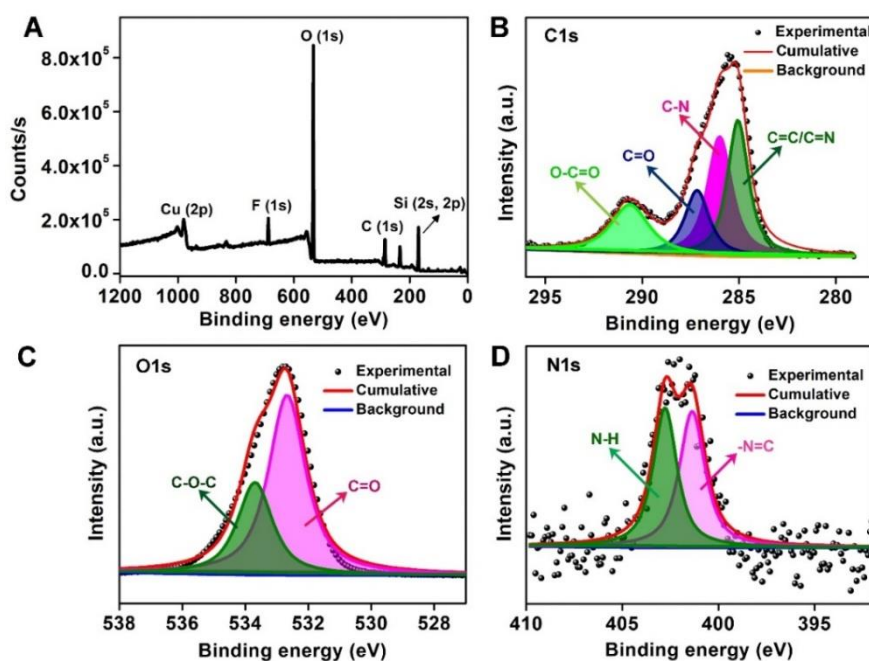 A
O (1s)
8.0x10⁵
6.0x10⁵
4.0x10⁵
2.0x10⁵
0.0
Counts/s
Cu (2p)
F (1s)
C (1s)
Si (2s, 2p)
1200 1000 800 600 400 200 0
Binding energy (eV)
B
C1s
Experimental
Cumulative
Background
C-N
C=C/C=N
C=O
O-C=O
Intensity (a.u.)
295 290 285 280
Binding energy (eV)
C
O1s
Experimental
Cumulative
Background
C-O-C
C=O
Intensity (a.u.)
538 536 534 532 530 528
Binding energy (eV)
D
N1s
Experimental
Cumulative
Background
N-H
-N=C
Intensity (a.u.)
410 405 400 395
Binding energy (eV)